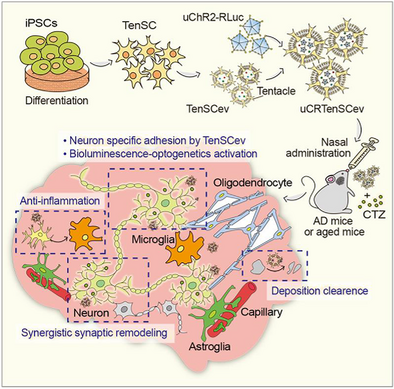 iPSCs
TenSC
uChR2-RLuc
Differentiation
TenSCev
Tentacle
uCRTenSCev
• Neuron specific adhesion by TenSCev
• Bioluminescence-optogenetics activation
Nasal
administration
Oligodendrocyte
+
CTZ
AD mice
or aged mice
Anti-inflammation
Microglia
Deposition clearence
Neuron
Capillary
Synergistic synaptic remodeling
Astroglia